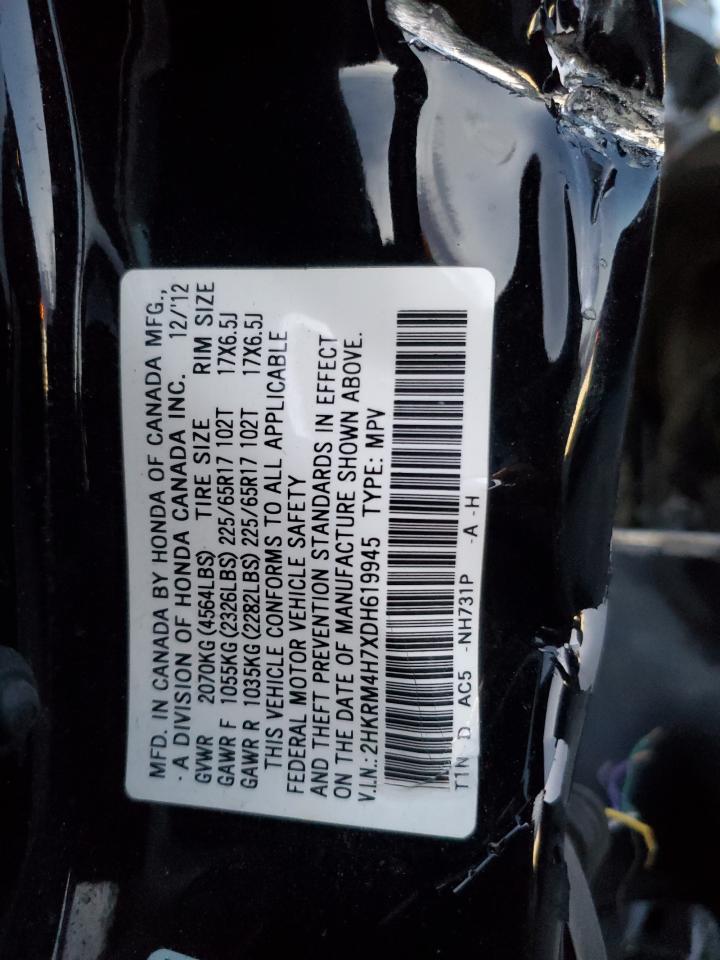 MFD. IN CANADA BY HONDA OF CANADA MFG.,
- A DIVISION OF HONDA CANADA INC. 12/'12
GVWR 2070KG(4564LBS) TIRE SIZE RIM SIZE
GAWR F 1055KG(2326LBS) 225/65R17 102T 17X6.5J
GAWR R 1035KG(2282LBS) 225/65R17 102T 17X6.5J
THIS VEHICLE CONFORMS TO ALL APPLICABLE
FEDERAL MOTOR VEHICLE SAFETY
AND THEFT PREVENTION STANDARDS IN EFFECT
ON THE DATE OF MANUFACTURE SHOWN ABOVE.
V.I.N.:2HKRM4H7XDH619945 TYPE: MPV
T1N D AC5 -NH731P -A -H